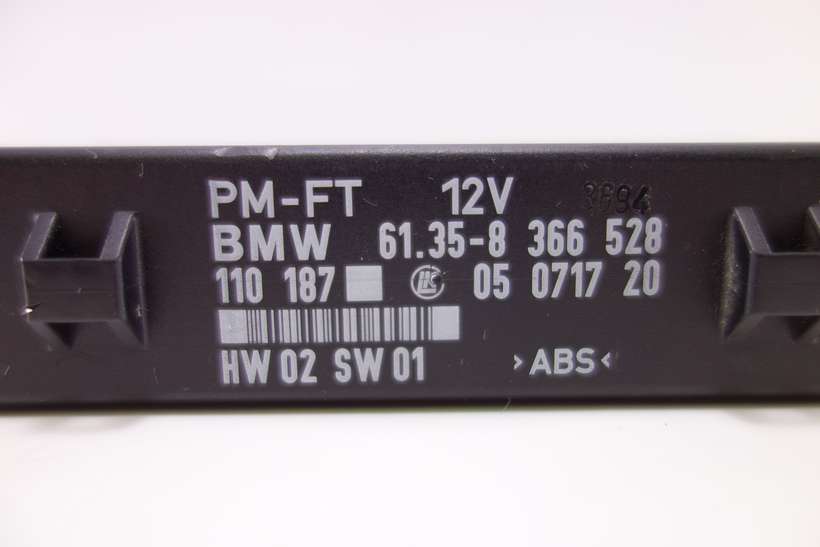 PM-FT 12V
BMW 61.35-8 366 528
110 187 05 0717 20
HW 02 SW 01 >ABS<